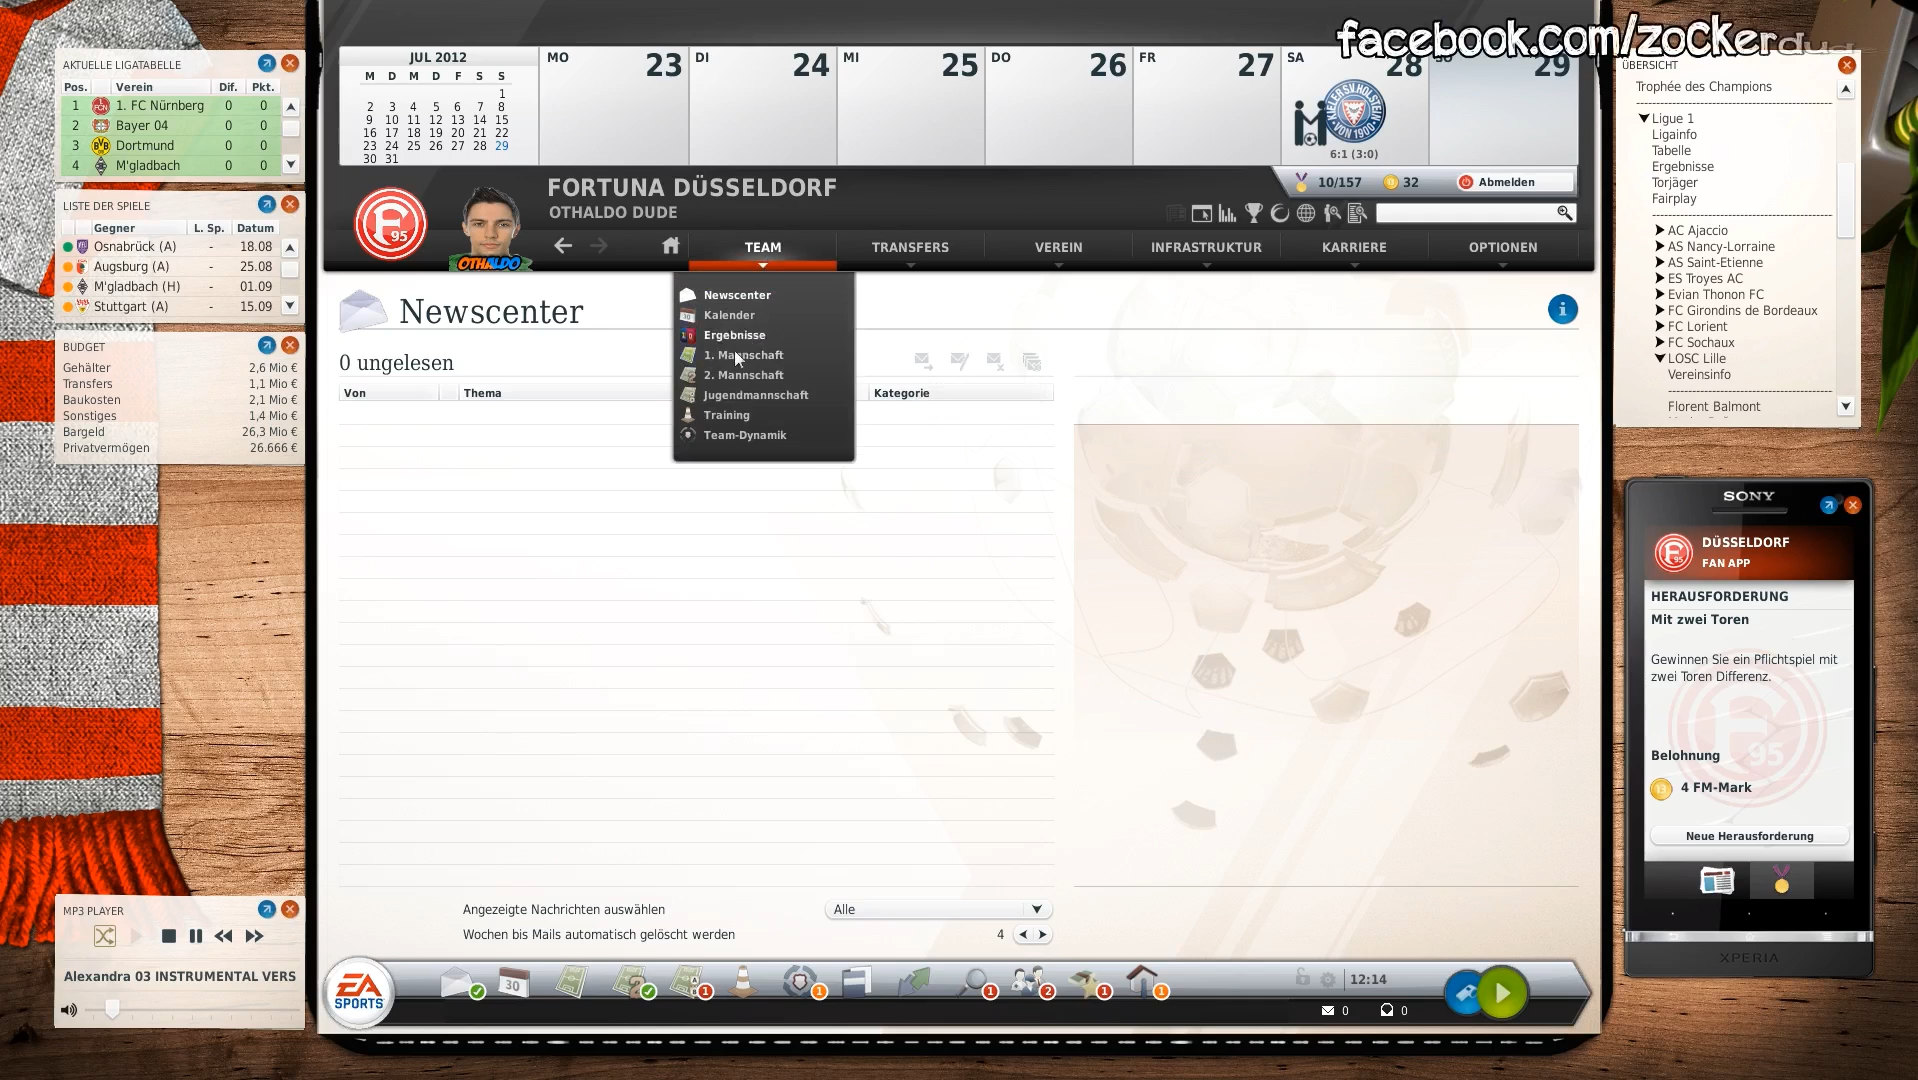 facebook.com/zockerdude
AKTUELLE LIGATABELLE
Pos. Verein Dif. Pkt.
1 1. FC Nürnberg 0 0
2 Bayer 04 0 0
3 Dortmund 0 0
4 M'gladbach 0 0
LISTE DER SPIELE
Gegner L. Sp. Datum
Osnabrück (A) - 18.08
Augsburg (A) - 25.08
M'gladbach (H) - 01.09
Stuttgart (A) - 15.09
BUDGET
Gehälter 2,6 Mio €
Transfers 1,1 Mio €
Baukosten 2,1 Mio €
Sonstiges 1,4 Mio €
Bargeld 26,3 Mio €
Privatvermögen 26.666 €
MP3 PLAYER
Alexandra 03 INSTRUMENTAL VERS
JUL 2012
M D M D F S S
1
2 3 4 5 6 7 8
9 10 11 12 13 14 15
16 17 18 19 20 21 22
23 24 25 26 27 28 29
30 31
MO 23
DI 24
MI 25
DO 26
FR 27
SA 28
29
6:1 (3:0)
FORTUNA DÜSSELDORF
OTHALDO DUDE
OTHALDO
F 95
10/157
32
Abmelden
TEAM
TRANSFERS
VEREIN
INFRASTRUKTUR
KARRIERE
OPTIONEN
Newscenter
Kalender
Ergebnisse
1. Mannschaft
2. Mannschaft
Jugendmannschaft
Training
Team-Dynamik
Newscenter
0 ungelesen
Von
Thema
Kategorie
Angezeigte Nachrichten auswählen
Alle
Wochen bis Mails automatisch gelöscht werden
4
EA SPORTS
30
1
1
1
2
1
1
12:14
0
0
ÜBERSICHT
Trophée des Champions
Ligue 1
Ligainfo
Tabelle
Ergebnisse
Torjäger
Fairplay
AC Ajaccio
AS Nancy-Lorraine
AS Saint-Etienne
ES Troyes AC
Evian Thonon FC
FC Girondins de Bordeaux
FC Lorient
FC Sochaux
LOSC Lille
Vereinsinfo
Florent Balmont
SONY
DÜSSELDORF
FAN APP
HERAUSFORDERUNG
Mit zwei Toren
Gewinnen Sie ein Pflichtspiel mit
zwei Toren Differenz.
Belohnung
4 FM-Mark
Neue Herausforderung
XPERIA